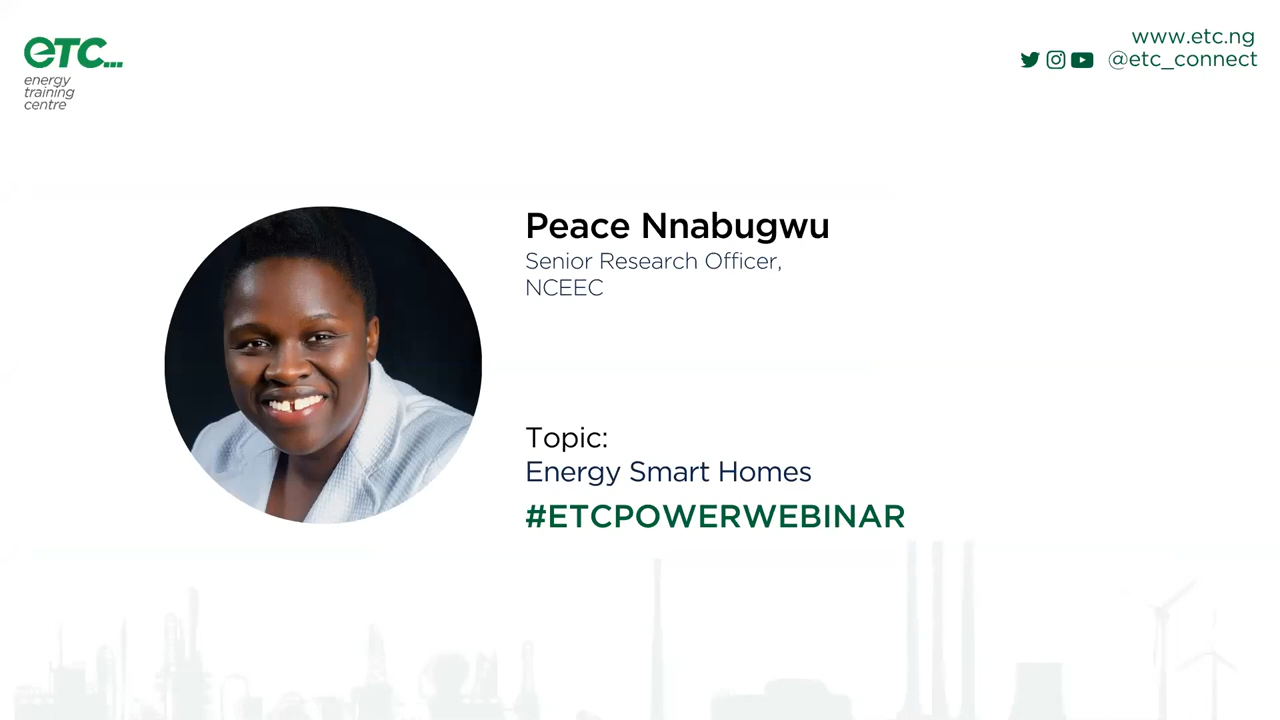 eTC...
energy
training
centre
www.etc.ng
@etc_connect
Peace Nnabugwu
Senior Research Officer,
NCEEC
Topic:
Energy Smart Homes
#ETCPOWERWEBINAR